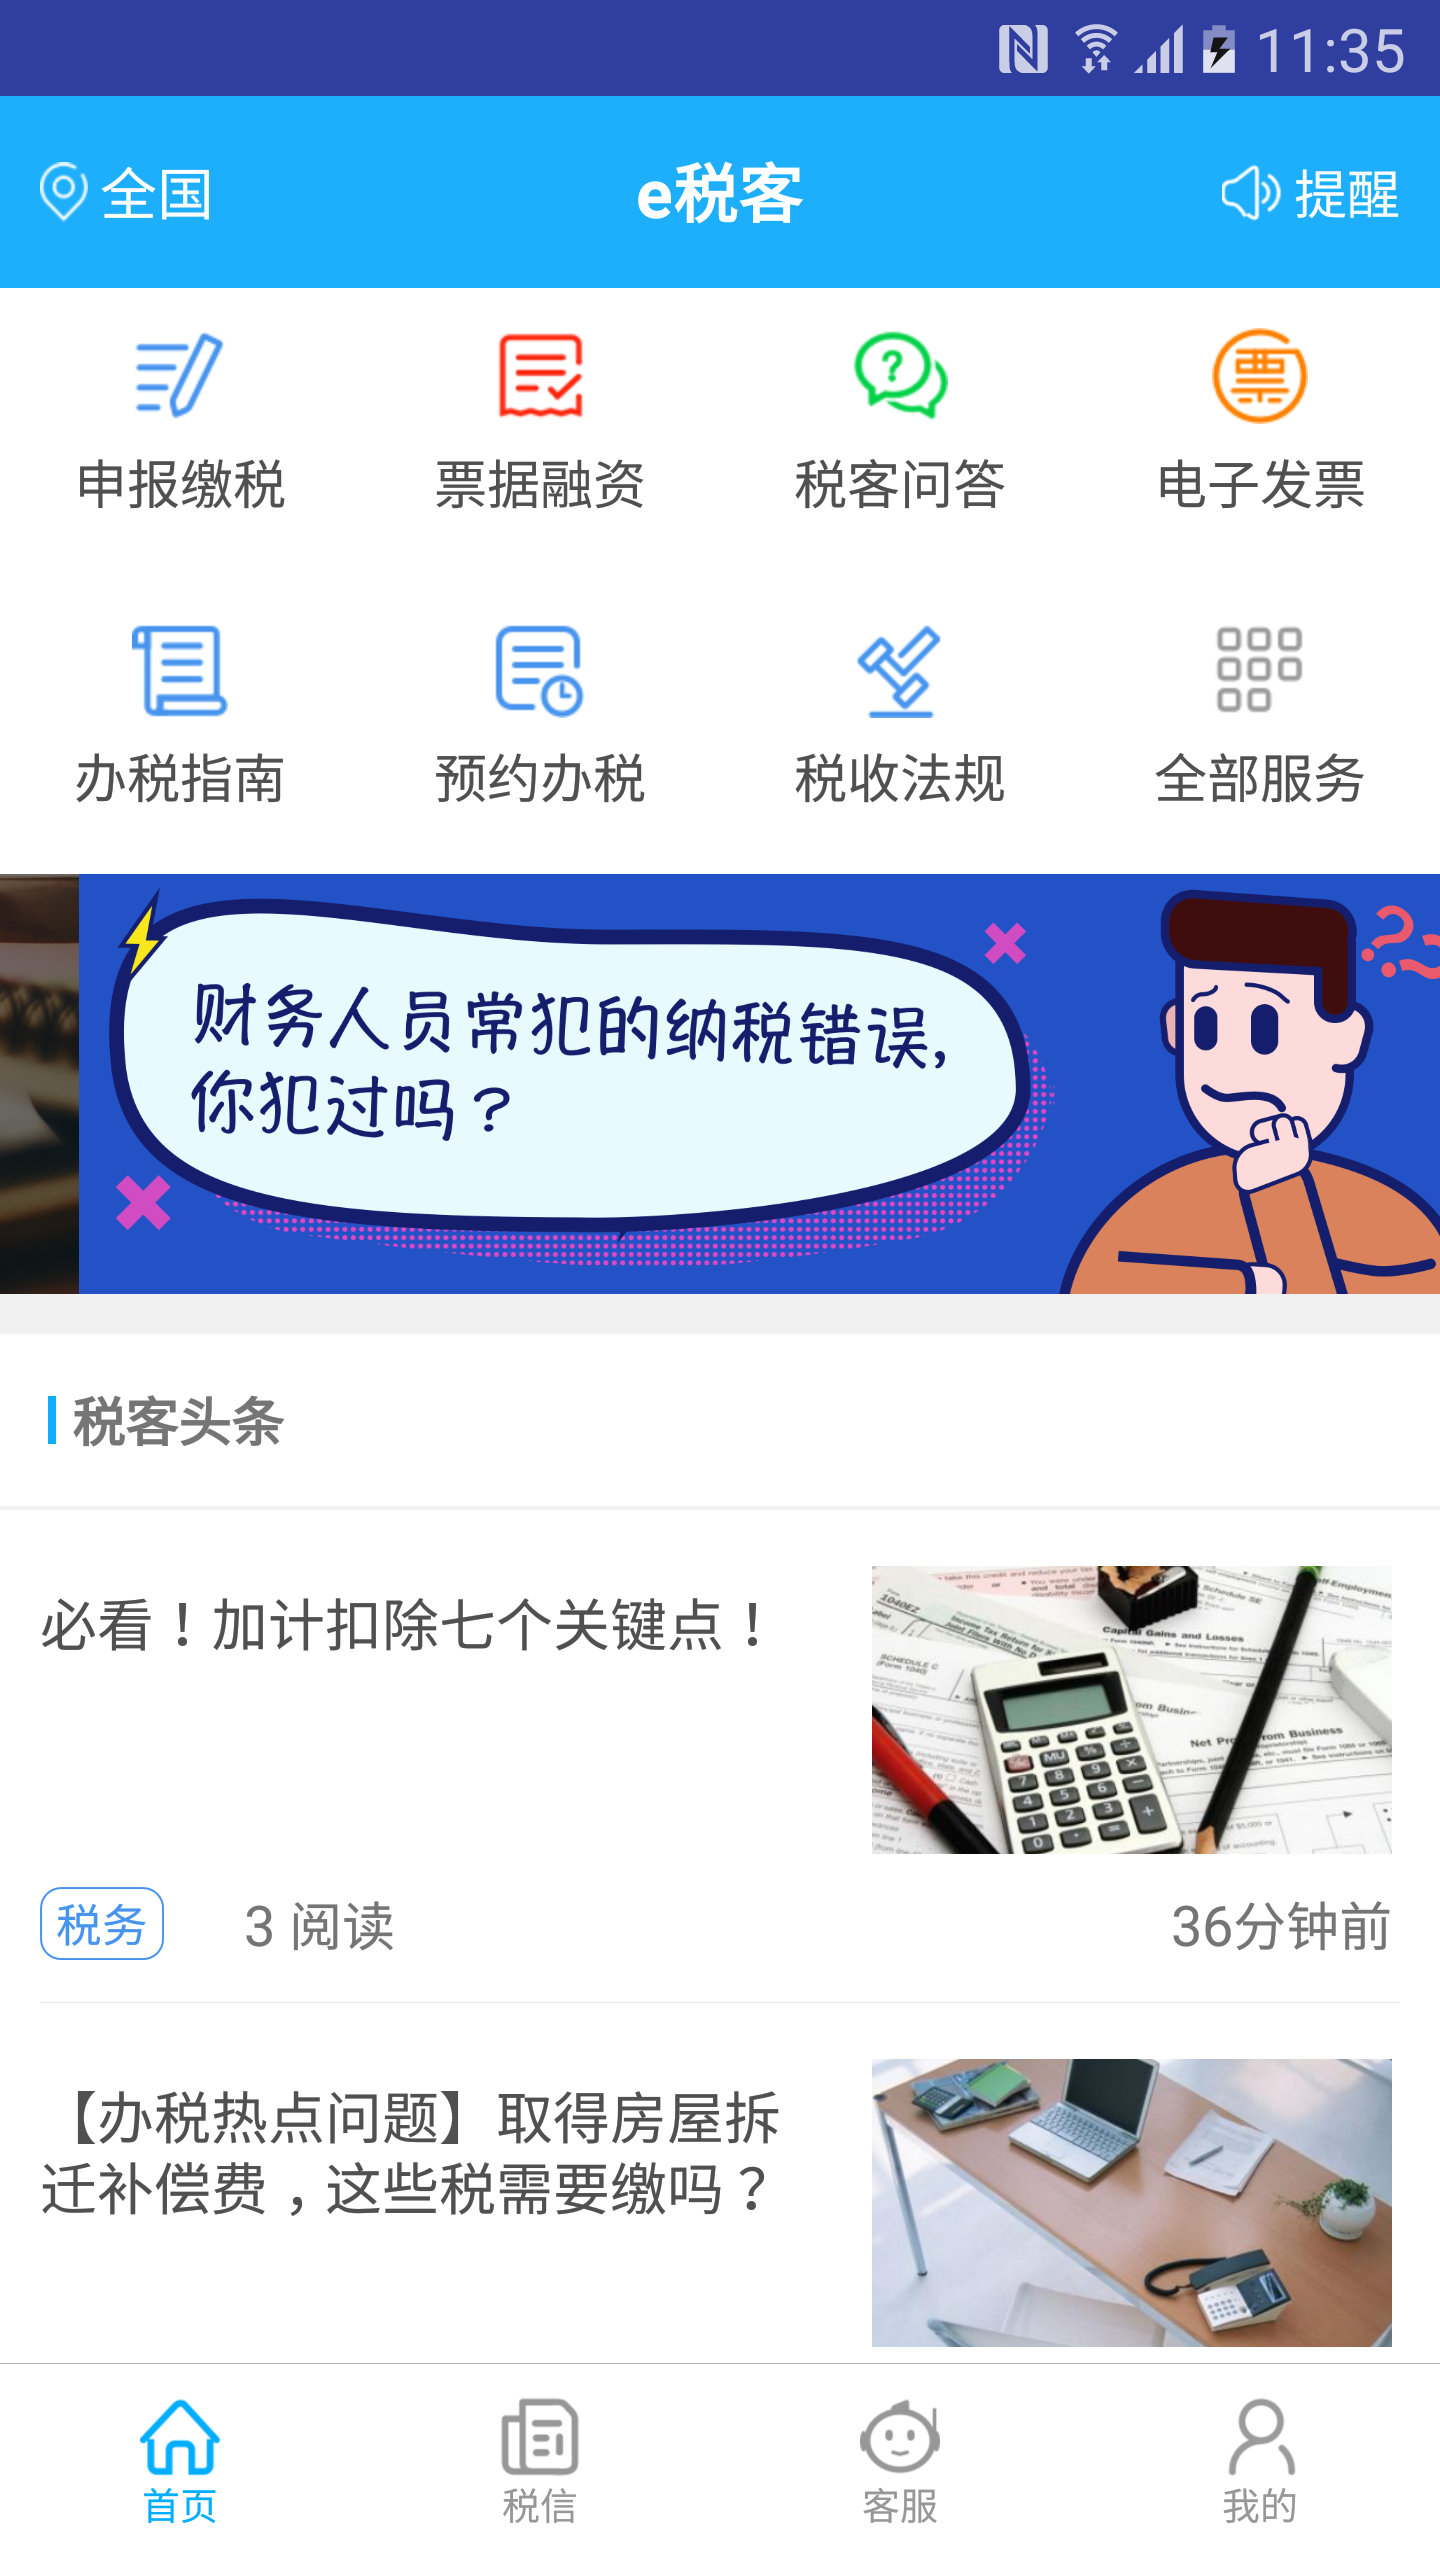 11:35
全国
e税客
提醒
申报缴税
票据融资
税客问答
电子发票
办税指南
预约办税
税收法规
全部服务
财务人员常犯的纳税错误,
你犯过吗？
税客头条
必看！加计扣除七个关键点！
税务
3 阅读
36分钟前
【办税热点问题】取得房屋拆
迁补偿费，这些税需要缴吗？
首页
税信
客服
我的